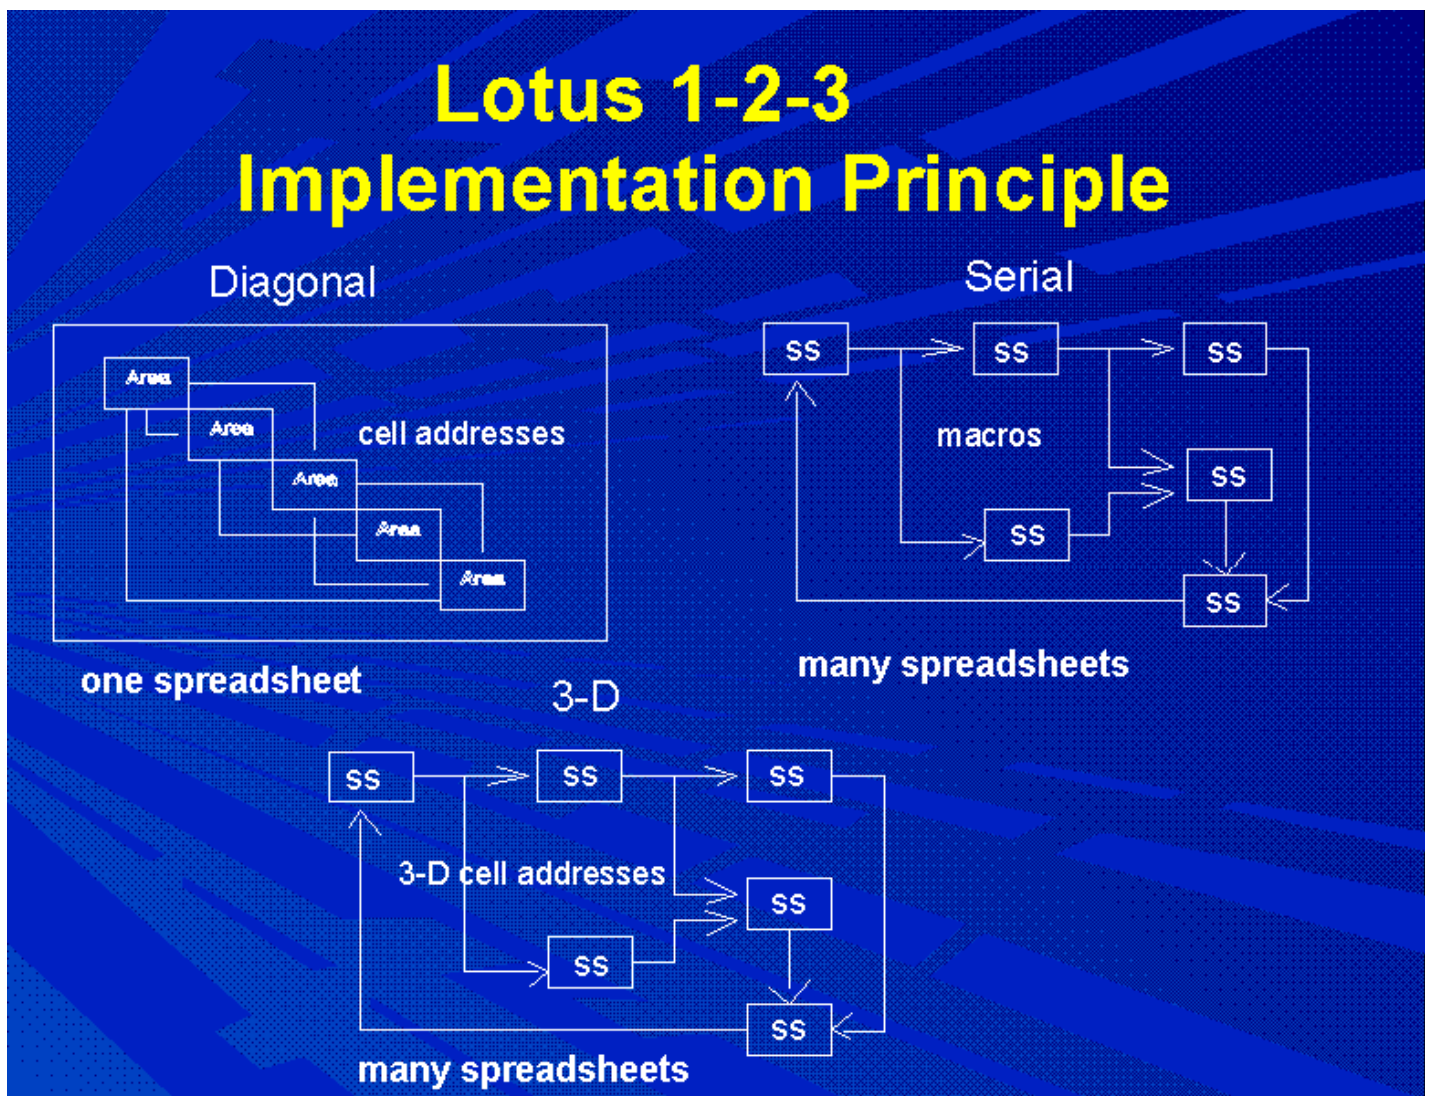 Lotus 1-2-3
Implementation Principle
Diagonal
Area
Area
cell addresses
Area
Area
Area
one spreadsheet
Serial
SS
SS
SS
macros
SS
SS
SS
many spreadsheets
3-D
SS
SS
SS
3-D cell addresses
SS
SS
SS
many spreadsheets